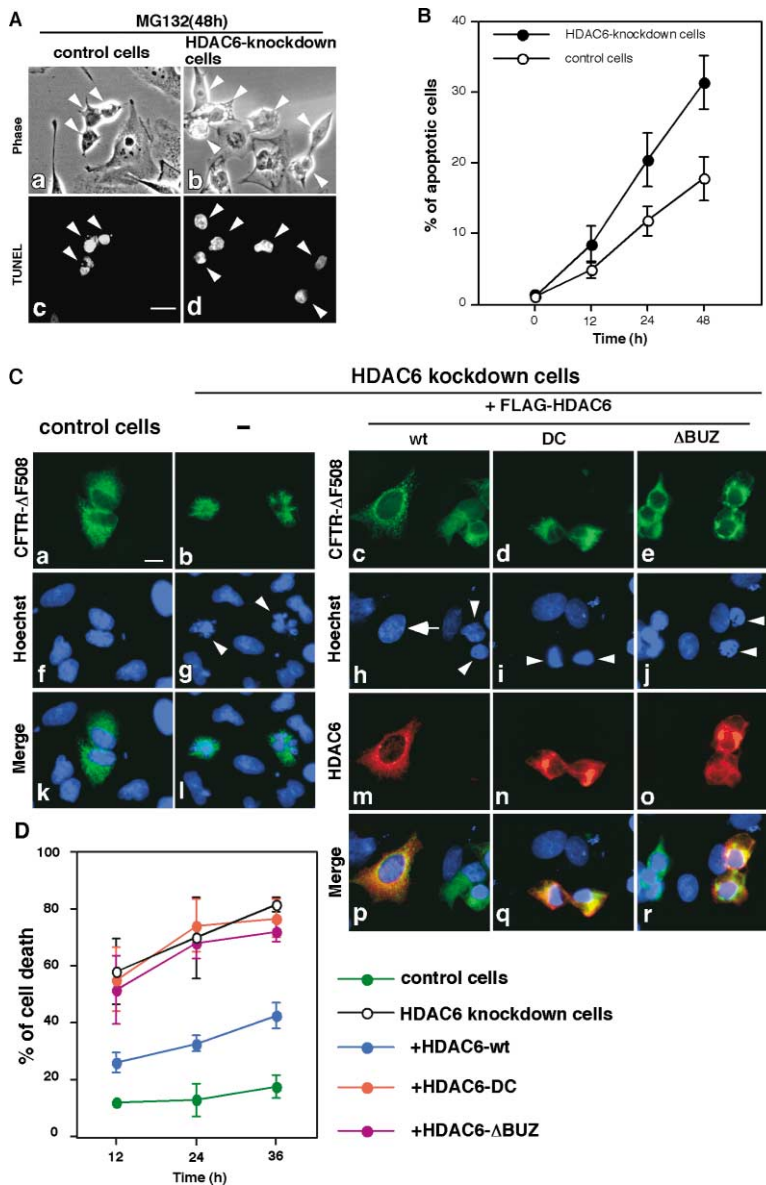 A
MG132(48h)
control cells
HDAC6-knockdown
cells
Phase
a
b
TUNEL
c
d
B
% of apoptotic cells
40
30
20
10
0
HDAC6-knockdown cells
control cells
0 12 24 48
Time (h)
C
HDAC6 kockdown cells
+ FLAG-HDAC6
control cells
–
wt
DC
ΔBUZ
CFTR-ΔF508
a
b
CFTR-ΔF508
c
d
e
Hoechst
f
g
Hoechst
h
i
j
Merge
k
l
HDAC6
m
n
o
Merge
p
q
r
D
% of cell death
100
80
60
40
20
0
12 24 36
Time (h)
control cells
HDAC6 knockdown cells
+HDAC6-wt
+HDAC6-DC
+HDAC6-ΔBUZ